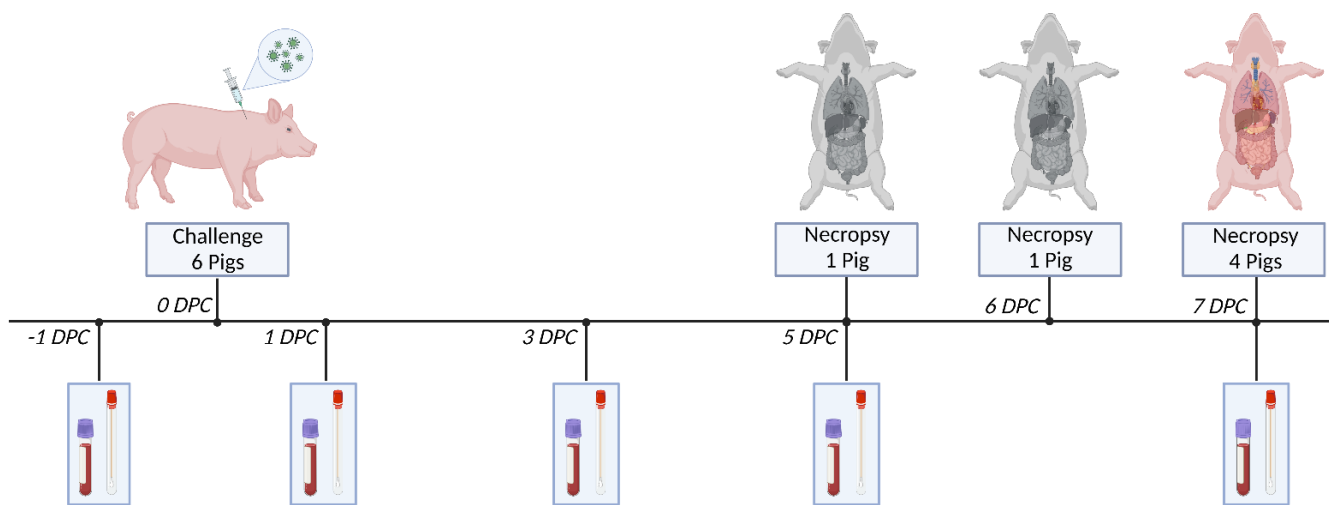 Challenge
6 Pigs
Necropsy
1 Pig
Necropsy
1 Pig
Necropsy
4 Pigs
0 DPC
6 DPC
7 DPC
-1 DPC
1 DPC
3 DPC
5 DPC